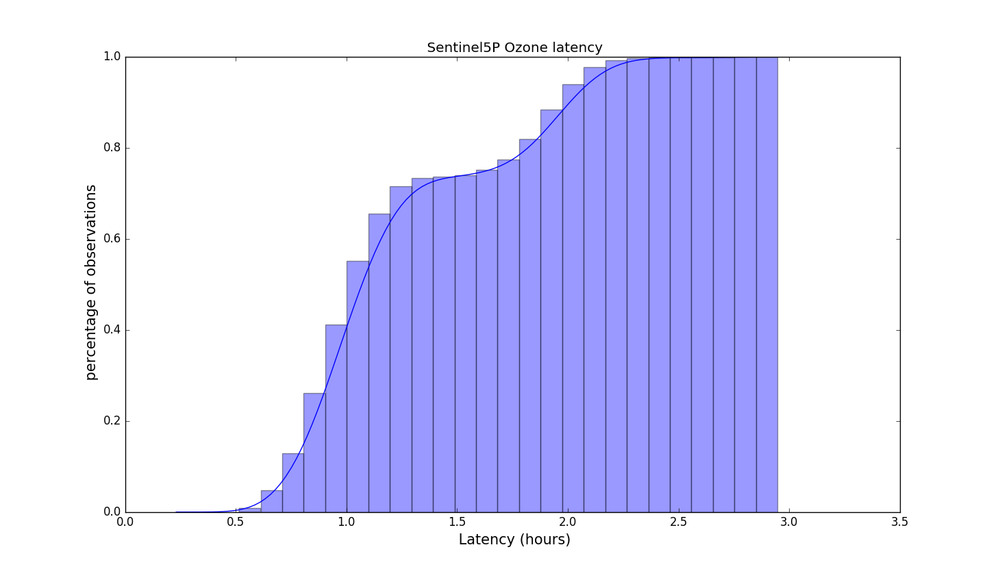 Sentinel5P Ozone latency
1.0
0.8
0.6
0.4
0.2
0.0
percentage of observations
0.0 0.5 1.0 1.5 2.0 2.5 3.0 3.5
Latency (hours)